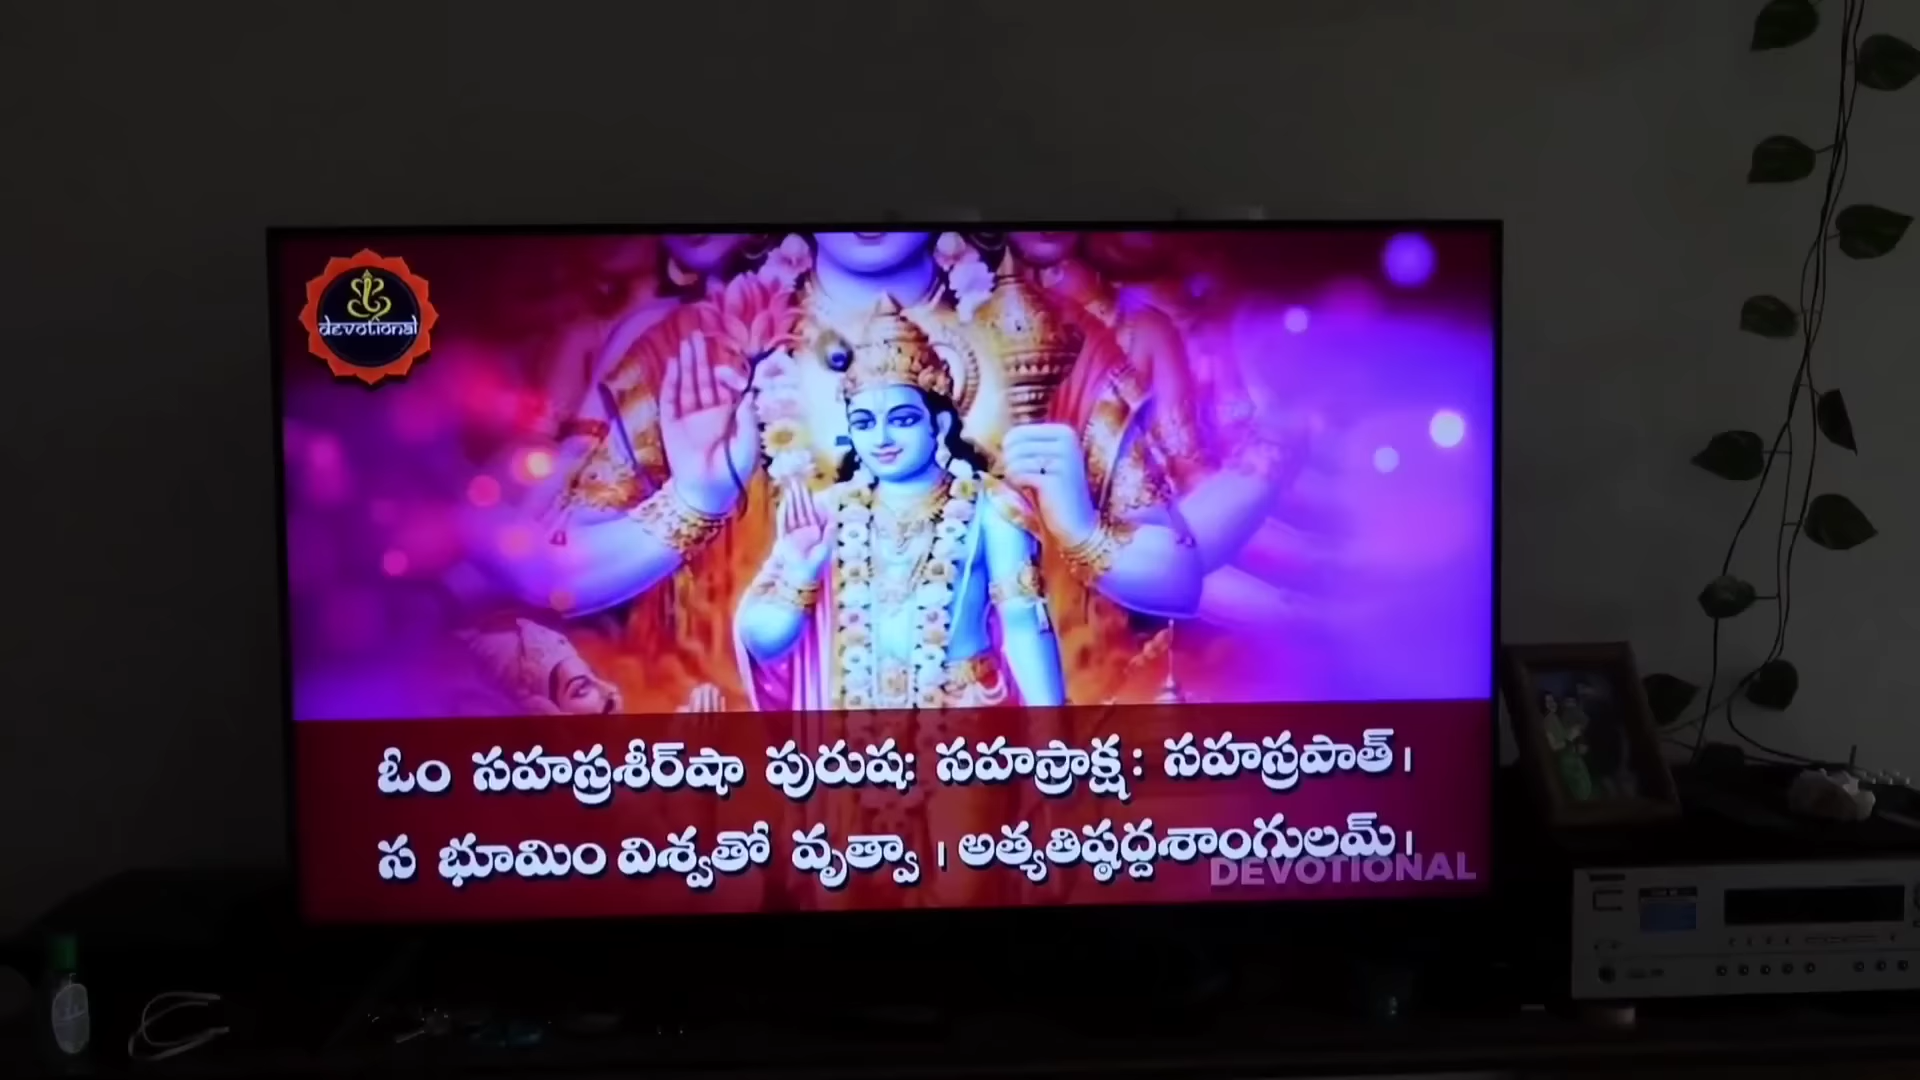 devotional
ఓం సహస్రశీర్‌షా పురుషః సహస్రాక్షః సహస్రపాత్।
స భూమిం విశ్వతో వృత్వా। అత్యతిష్ఠద్దశాంగులమ్।
DEVOTIONAL